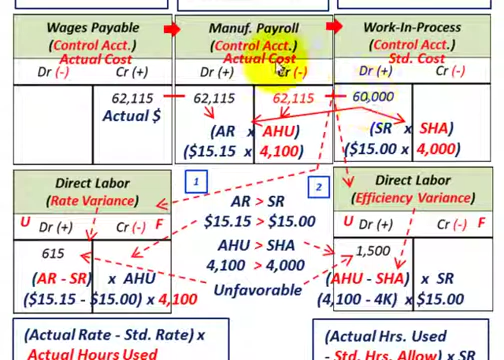 Wages Payable
(Control Acct.)
Actual Cost
Dr (-) Cr (+)
62,115
Actual $
Manuf. Payroll
(Control Acct.)
Actual Cost
Dr (+) Cr (-)
62,115 62,115
(AR x AHU)
($15.15 x 4,100)
Work-In-Process
(Control Acct.)
Std. Cost
Dr (+) Cr (-)
60,000
(SR x SHA)
($15.00 x 4,000)
Direct Labor
(Rate Variance)
U Dr (+) Cr (-) F
615
(AR - SR) x AHU
($15.15 - $15.00) x 4,100
1
2
AR > SR
$15.15 > $15.00
AHU > SHA
4,100 > 4,000
Unfavorable
Direct Labor
(Efficiency Variance)
U Dr (+) Cr (-) F
1,500
(AHU - SHA) x SR
(4,100 - 4K) x $15.00
(Actual Rate - Std. Rate) x
Actual Hours Used
(Actual Hrs. Used
- Std. Hrs. Allow) x SR